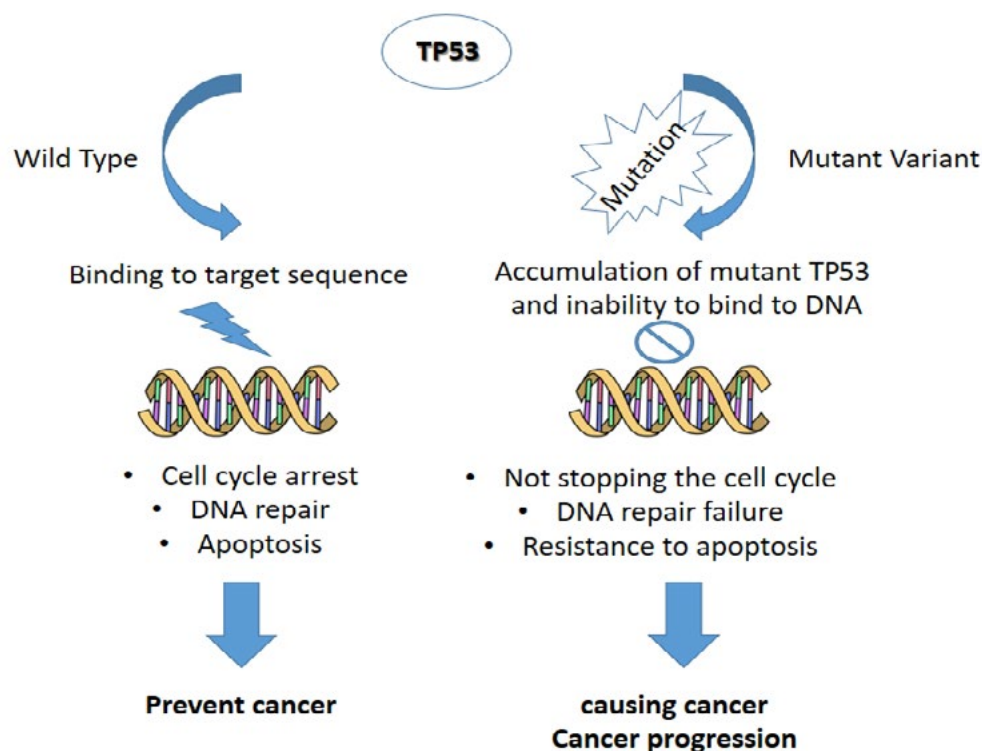 TP53
Wild Type
Mutation
Mutant Variant
Binding to target sequence
Accumulation of mutant TP53
and inability to bind to DNA
• Cell cycle arrest
• DNA repair
• Apoptosis
• Not stopping the cell cycle
• DNA repair failure
• Resistance to apoptosis
Prevent cancer
causing cancer
Cancer progression